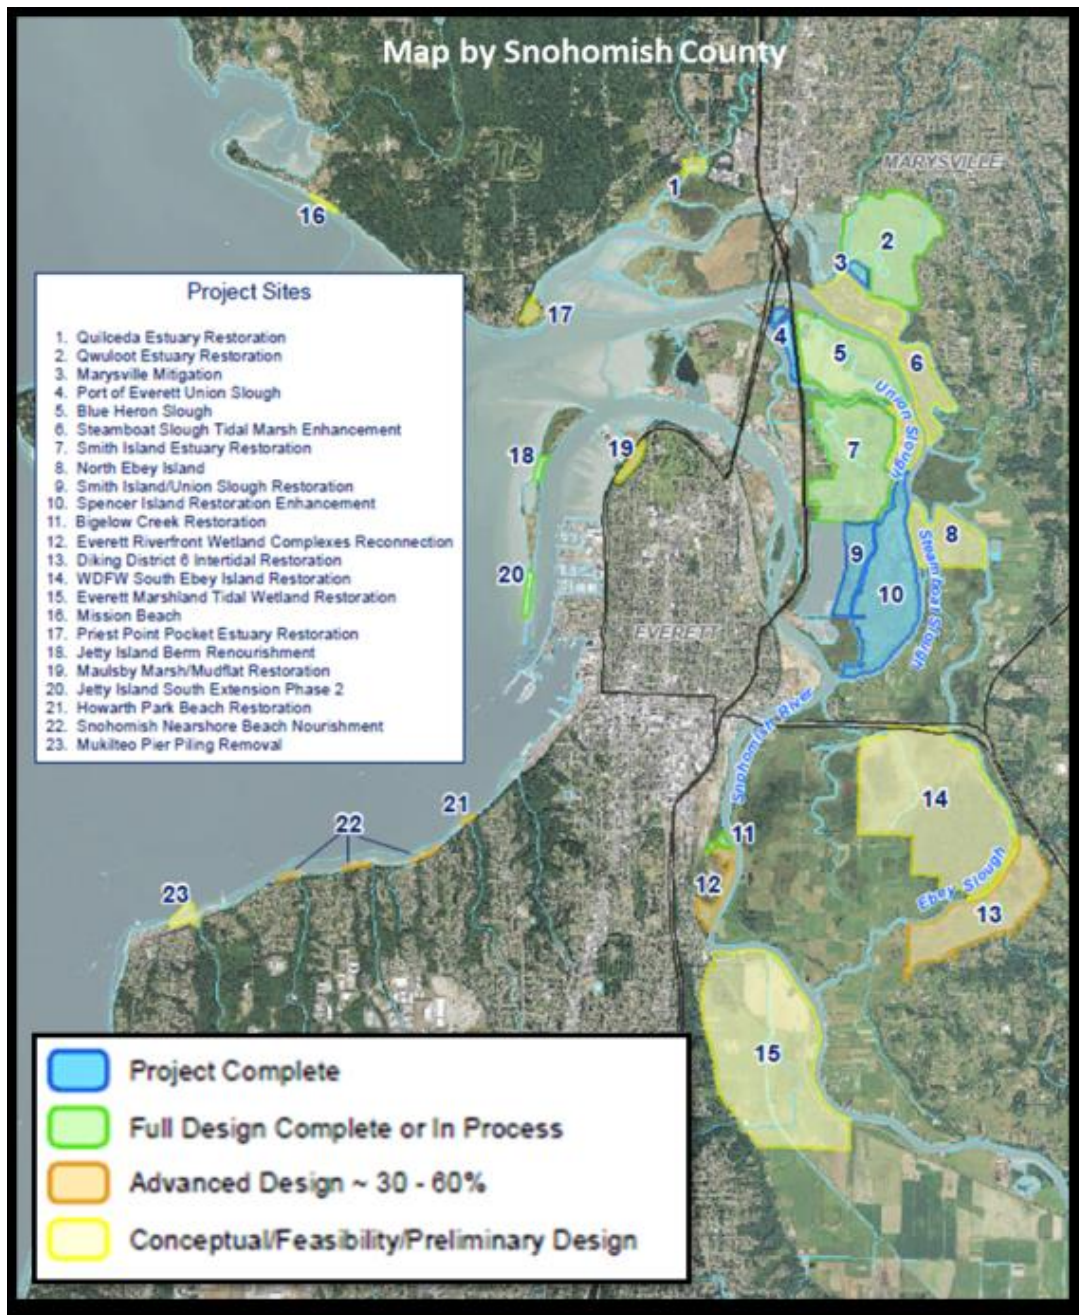 Map by Snohomish County
MARYSVILLE
1
16
2
3
17
4
5
6
Union Slough
7
18
19
20
8
9
10
Steamboat Slough
EVERETT
Project Sites
1. Quilceda Estuary Restoration
2. Qwuloot Estuary Restoration
3. Marysville Mitigation
4. Port of Everett Union Slough
5. Blue Heron Slough
6. Steamboat Slough Tidal Marsh Enhancement
7. Smith Island Estuary Restoration
8. North Ebey Island
9. Smith Island/Union Slough Restoration
10. Spencer Island Restoration Enhancement
11. Bigelow Creek Restoration
12. Everett Riverfront Wetland Complexes Reconnection
13. Diking District 6 Intertidal Restoration
14. WDFW South Ebey Island Restoration
15. Everett Marshland Tidal Wetland Restoration
16. Mission Beach
17. Priest Point Pocket Estuary Restoration
18. Jetty Island Berm Renourishment
19. Maulsby Marsh/Mudflat Restoration
20. Jetty Island South Extension Phase 2
21. Howarth Park Beach Restoration
22. Snohomish Nearshore Beach Nourishment
23. Mukilteo Pier Piling Removal
Snohomish River
14
21
22
11
12
23
Ebey Slough
13
15
Project Complete
Full Design Complete or In Process
Advanced Design ~ 30 - 60%
Conceptual/Feasibility/Preliminary Design